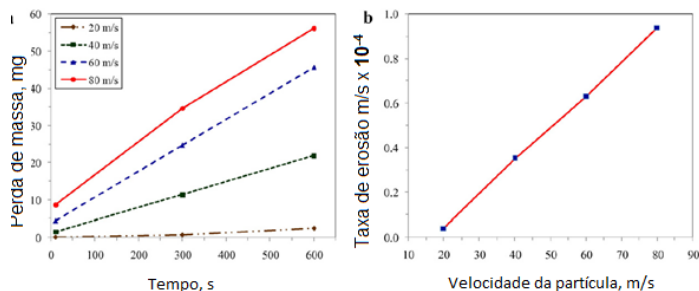 a
Perda de massa, mg
60
50
40
30
20
10
0
20 m/s
40 m/s
60 m/s
80 m/s
0 100 200 300 400 500 600 700
Tempo, s
b
Taxa de erosão m/s x 10-4
1.0
0.8
0.6
0.4
0.2
0.0
10 20 30 40 50 60 70 80 90
Velocidade da partícula, m/s